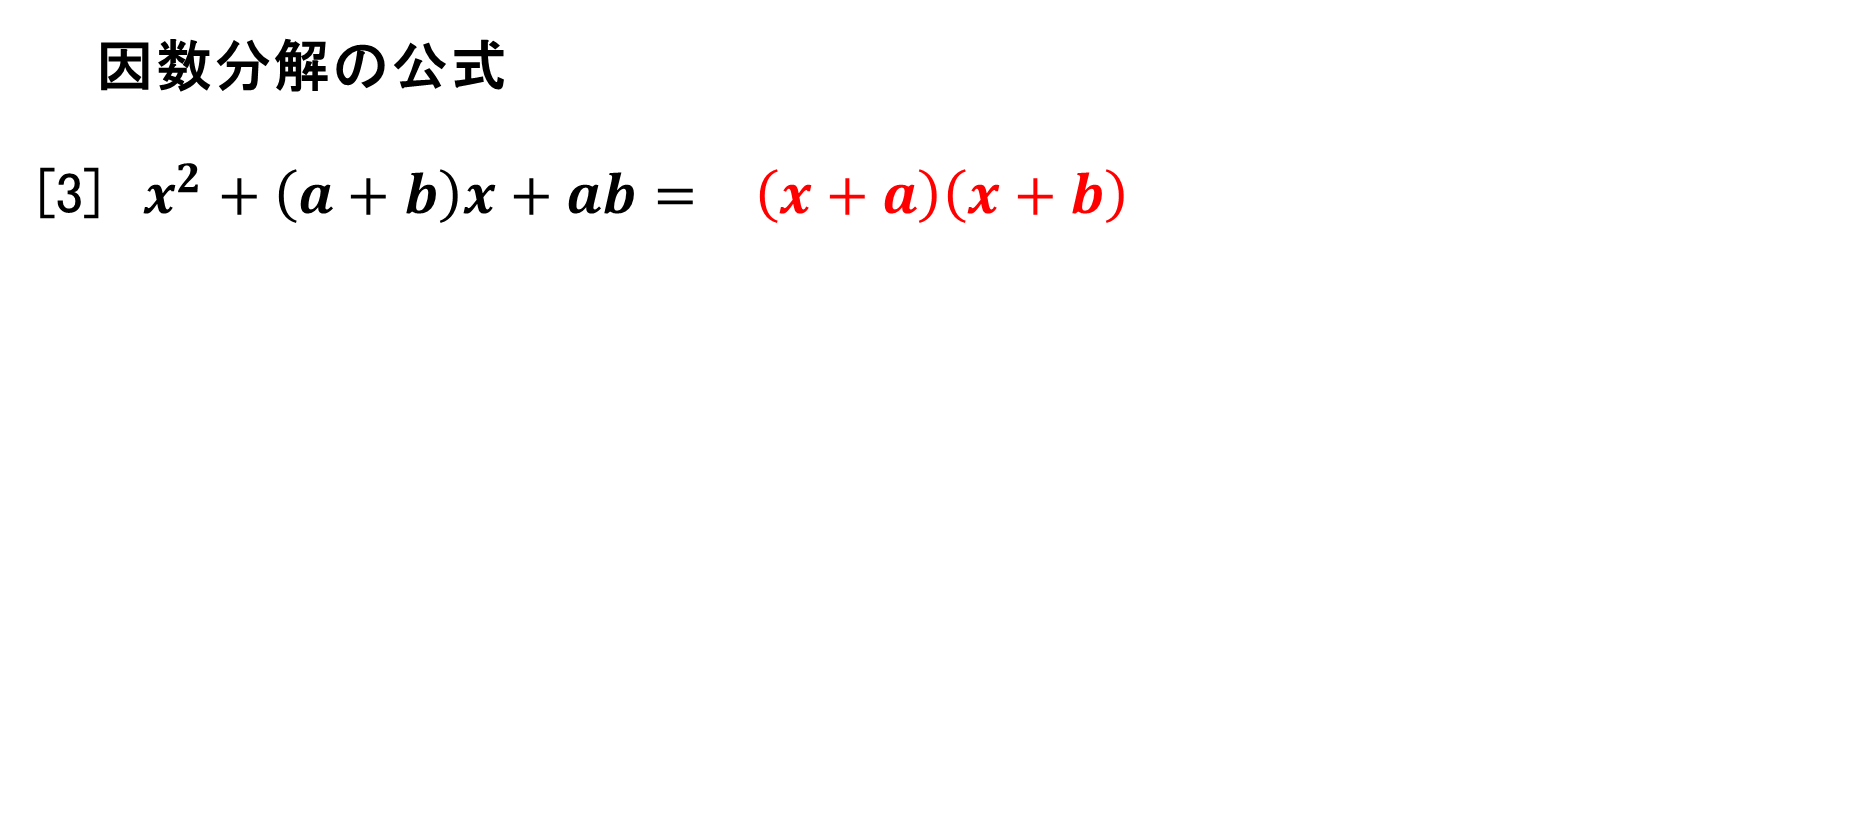 因数分解の公式
[3] x² + (a + b)x + ab = (x + a)(x + b)